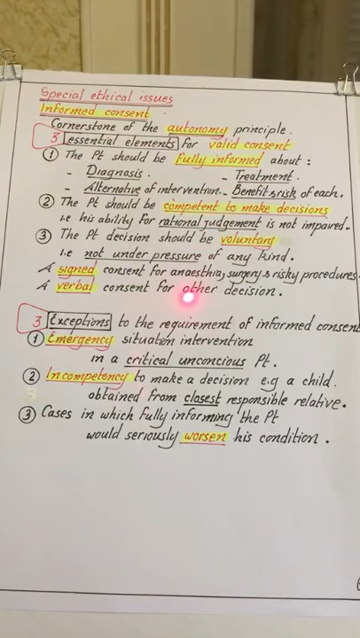 Special ethical issues
Informed consent
Cornerstone of the autonomy principle.
3 essential elements for valid consent
① The Pt should be fully informed about :
- Diagnosis. - Treatment.
- Alternative of intervention. - Benefit & risk of each.
② The Pt should be competent to make decisions
i.e his ability for rational judgement is not impaired.
③ The Pt decision should be voluntary
i.e not under pressure of any kind.
A signed consent for anaesthia, surgery & risky procedures.
A verbal consent for other decision.
3 Exceptions to the requirement of informed consent
① Emergency situation intervention
in a critical unconcious Pt.
② Incompetency to make a decision e.g a child.
obtained from closest responsible relative.
③ Cases in which fully informing the Pt
would seriously worsen his condition.